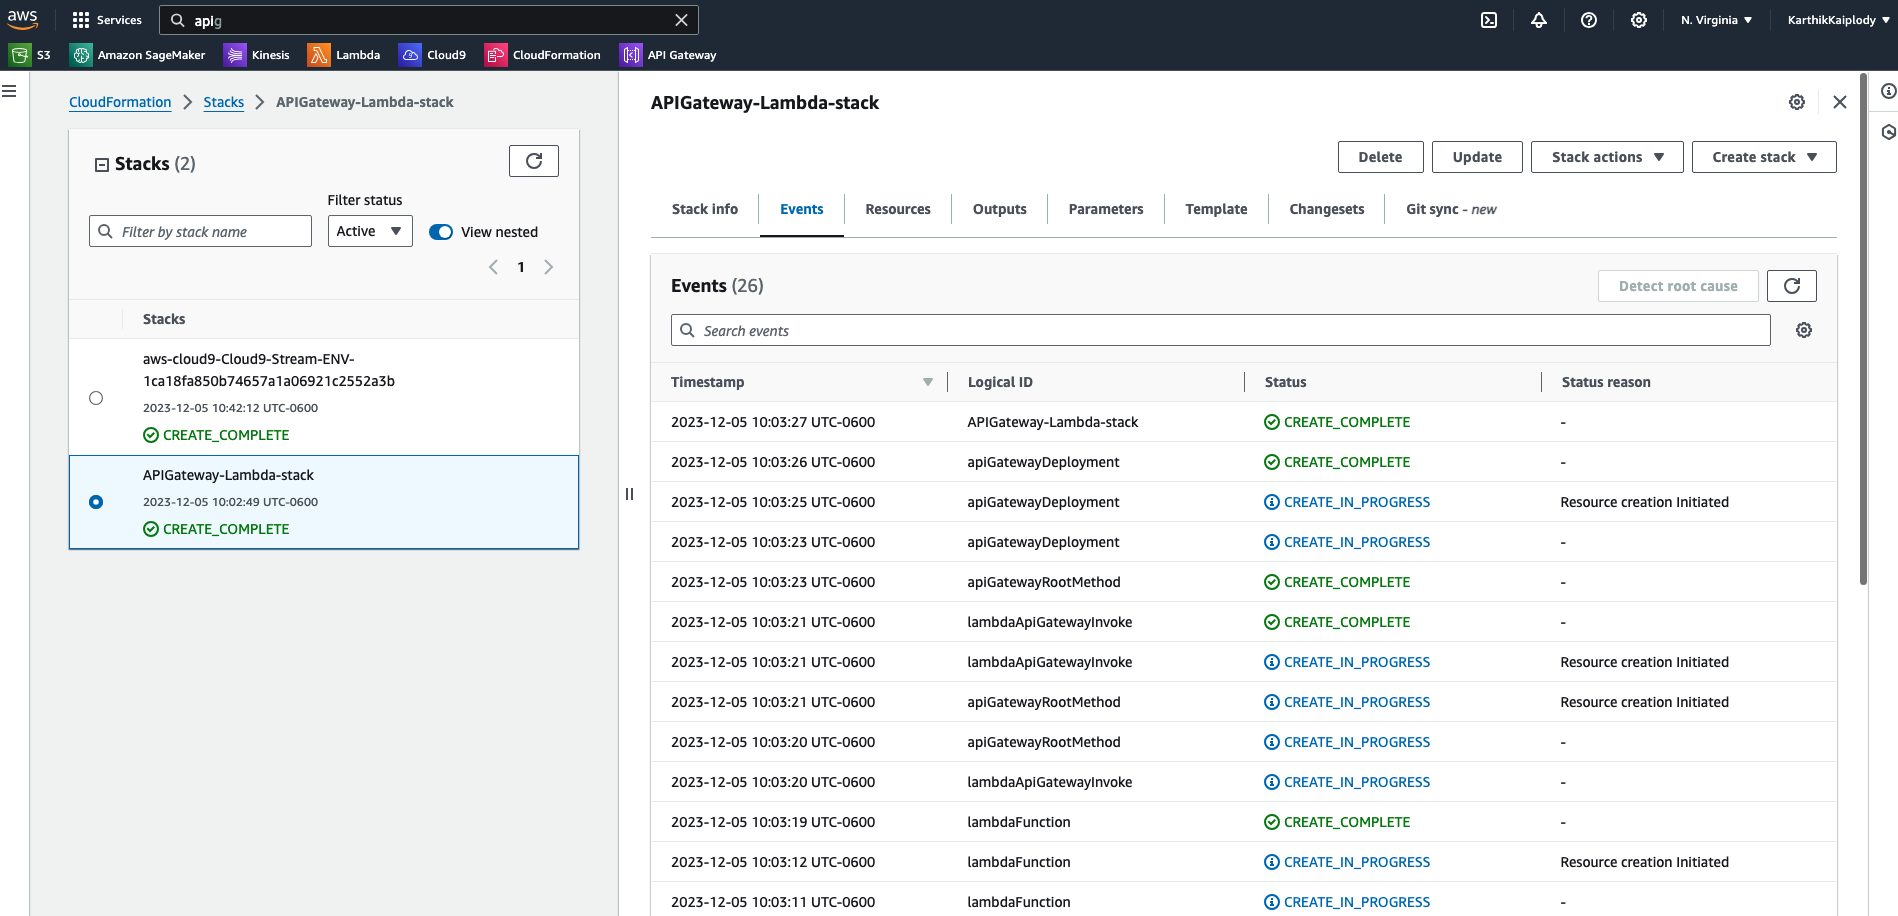 aws
Services
apig
N. Virginia
KarthikKaiplody
S3
Amazon SageMaker
Kinesis
Lambda
Cloud9
CloudFormation
API Gateway
CloudFormation
Stacks
APIGateway-Lambda-stack
Stacks (2)
Filter status
Filter by stack name
Active
View nested
1
Stacks
aws-cloud9-Cloud9-Stream-ENV-
1ca18fa850b74657a1a06921c2552a3b
2023-12-05 10:42:12 UTC-0600
CREATE_COMPLETE
APIGateway-Lambda-stack
2023-12-05 10:02:49 UTC-0600
CREATE_COMPLETE
APIGateway-Lambda-stack
Delete
Update
Stack actions
Create stack
Stack info
Events
Resources
Outputs
Parameters
Template
Changesets
Git sync - new
Events (26)
Detect root cause
Search events
Timestamp Logical ID Status Status reason
2023-12-05 10:03:27 UTC-0600 APIGateway-Lambda-stack CREATE_COMPLETE -
2023-12-05 10:03:26 UTC-0600 apiGatewayDeployment CREATE_COMPLETE -
2023-12-05 10:03:25 UTC-0600 apiGatewayDeployment CREATE_IN_PROGRESS Resource creation Initiated
2023-12-05 10:03:23 UTC-0600 apiGatewayDeployment CREATE_IN_PROGRESS -
2023-12-05 10:03:23 UTC-0600 apiGatewayRootMethod CREATE_COMPLETE -
2023-12-05 10:03:21 UTC-0600 lambdaApiGatewayInvoke CREATE_COMPLETE -
2023-12-05 10:03:21 UTC-0600 lambdaApiGatewayInvoke CREATE_IN_PROGRESS Resource creation Initiated
2023-12-05 10:03:21 UTC-0600 apiGatewayRootMethod CREATE_IN_PROGRESS Resource creation Initiated
2023-12-05 10:03:20 UTC-0600 apiGatewayRootMethod CREATE_IN_PROGRESS -
2023-12-05 10:03:20 UTC-0600 lambdaApiGatewayInvoke CREATE_IN_PROGRESS -
2023-12-05 10:03:19 UTC-0600 lambdaFunction CREATE_COMPLETE -
2023-12-05 10:03:12 UTC-0600 lambdaFunction CREATE_IN_PROGRESS Resource creation Initiated
2023-12-05 10:03:11 UTC-0600 lambdaFunction CREATE_IN_PROGRESS -